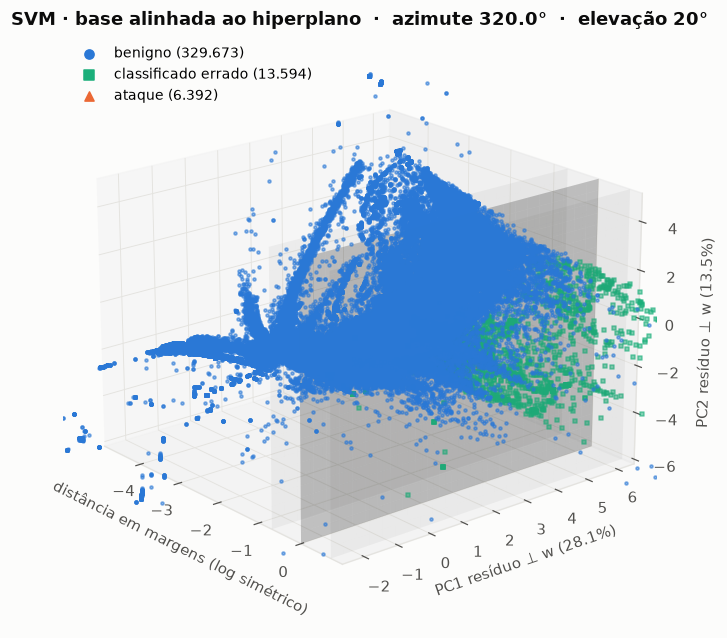 SVM · base alinhada ao hiperplano · azimute 320.0° · elevação 20°
benigno (329.673)
classificado errado (13.594)
ataque (6.392)
4
2
0
−2
−4
−6
PC2 resíduo ⊥ w (13.5%)
−4
−3
−2
−1
0
distância em margens (log simétrico)
−2
−1
0
1
2
3
4
5
6
PC1 resíduo ⊥ w (28.1%)